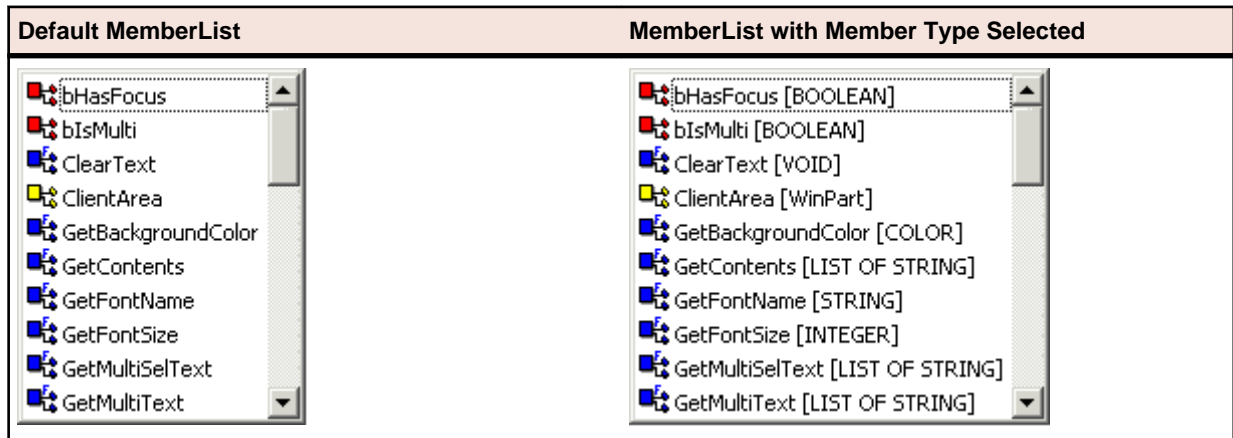 Default MemberList
MemberList with Member Type Selected
bHasFocus
bIsMulti
ClearText
ClientArea
GetBackgroundColor
GetContents
GetFontName
GetFontSize
GetMultiSelText
GetMultiText
bHasFocus [BOOLEAN]
bIsMulti [BOOLEAN]
ClearText [VOID]
ClientArea [WinPart]
GetBackgroundColor [COLOR]
GetContents [LIST OF STRING]
GetFontName [STRING]
GetFontSize [INTEGER]
GetMultiSelText [LIST OF STRING]
GetMultiText [LIST OF STRING]